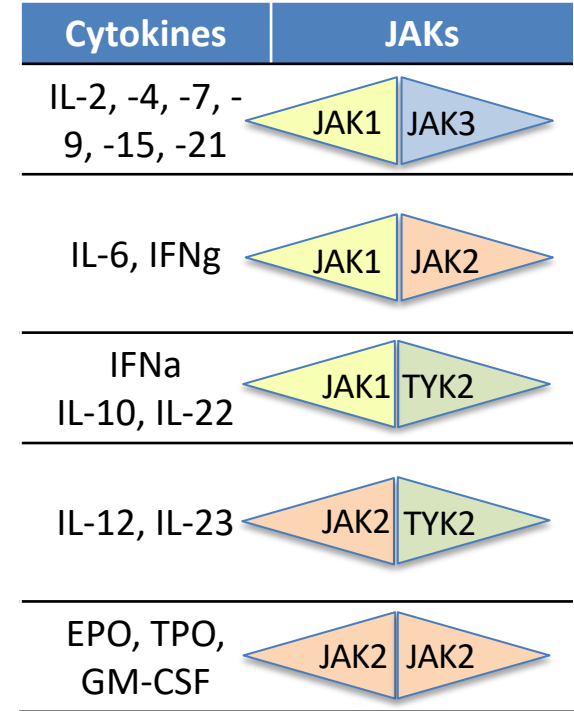 Cytokines JAKs
IL-2, -4, -7, -
9, -15, -21
JAK1 JAK3
IL-6, IFNg
JAK1 JAK2
IFNa
IL-10, IL-22
JAK1 TYK2
IL-12, IL-23
JAK2 TYK2
EPO, TPO,
GM-CSF
JAK2 JAK2